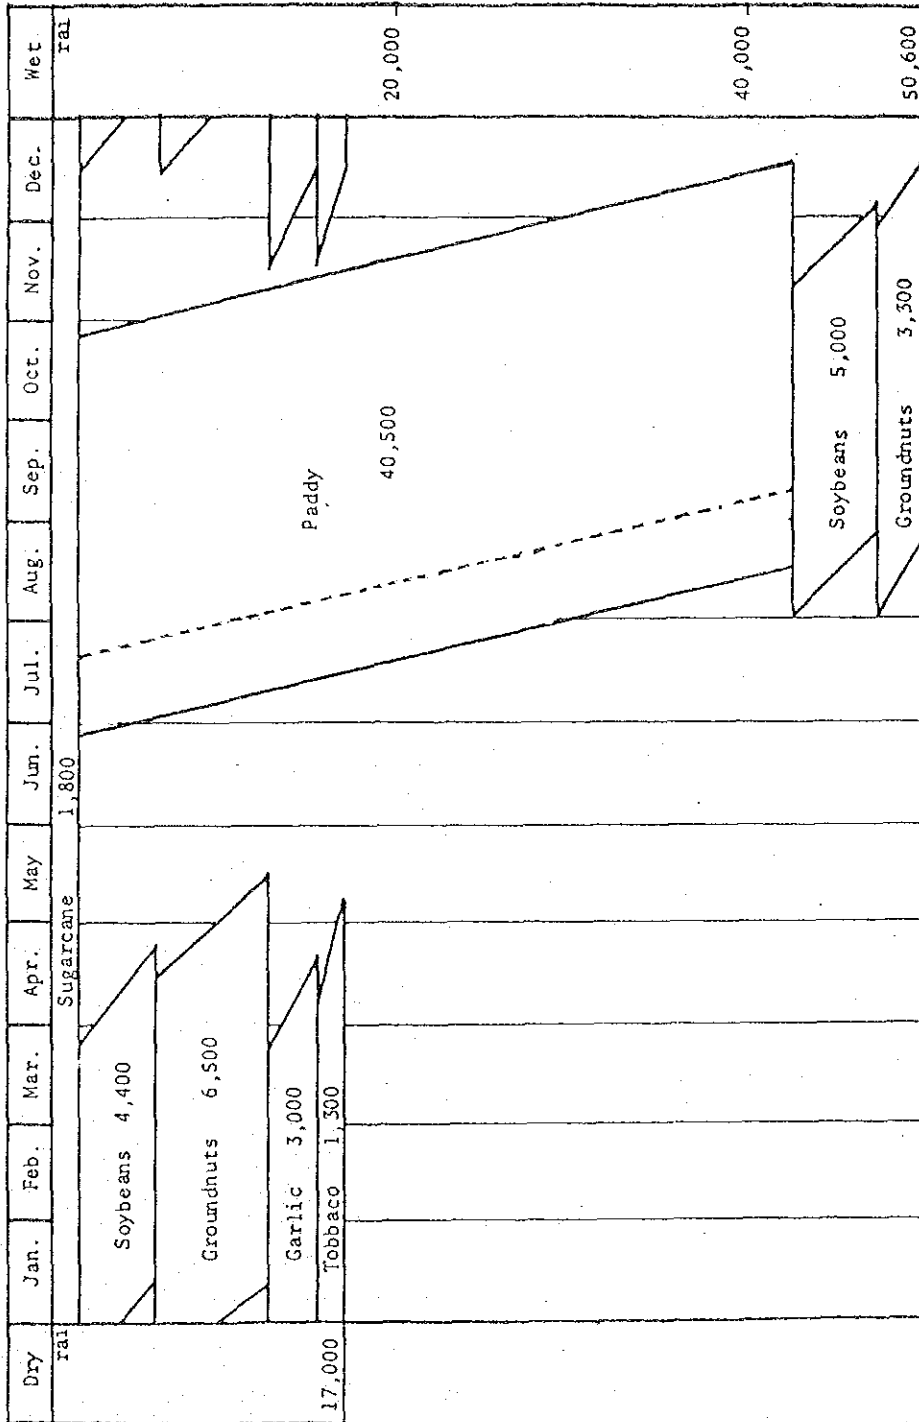 Dry Jan. Feb. Mar. Apr. May Jun. Jul. Aug. Sep. Oct. Nov. Dec. Wet
rai rai
Sugarcane 1,800
Soybeans 4,400
Groundnuts 6,500
Garlic 3,000
Tobbaco 1,300
17,000
Paddy
40,500
20,000
40,000
Soybeans 5,000
Groundnuts 3,300
50,600